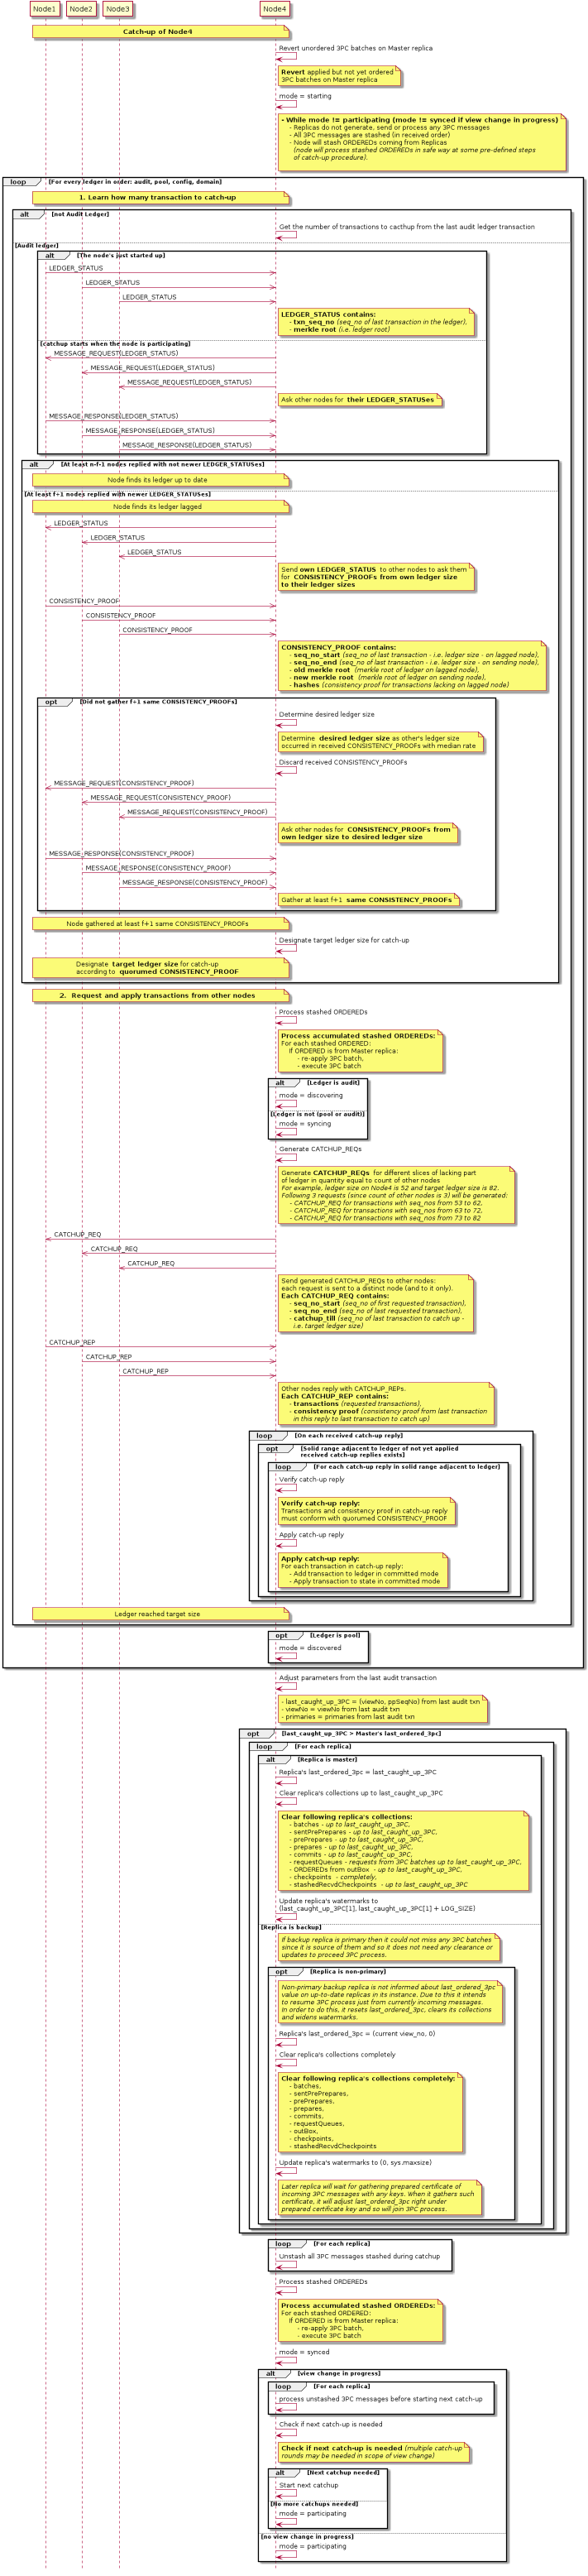 Node1 Node2 Node3 Node4
Catch-up of Node4
Revert unordered 3PC batches on Master replica
Revert applied but not yet ordered
3PC batches on Master replica
mode = starting
- While mode != participating (mode != synced if view change in progress)
- Replicas do not generate, send or process any 3PC messages
- All 3PC messages are stashed (in received order)
- Node will stash ORDEREDs coming from Replicas
(node will process stashed ORDEREDs in safe way at some pre-defined steps
of catch-up procedure).
loop [For every ledger in order: audit, pool, config, domain]
1. Learn how many transaction to catch-up
alt [not Audit Ledger]
Get the number of transactions to cacthup from the last audit ledger transaction
[Audit ledger]
alt [The node's just started up]
LEDGER_STATUS
LEDGER_STATUS
LEDGER_STATUS
LEDGER_STATUS contains:
- txn_seq_no (seq_no of last transaction in the ledger),
- merkle root (i.e. ledger root)
[catchup starts when the node is participating]
MESSAGE_REQUEST(LEDGER_STATUS)
MESSAGE_REQUEST(LEDGER_STATUS)
MESSAGE_REQUEST(LEDGER_STATUS)
Ask other nodes for their LEDGER_STATUSes
MESSAGE_RESPONSE(LEDGER_STATUS)
MESSAGE_RESPONSE(LEDGER_STATUS)
MESSAGE_RESPONSE(LEDGER_STATUS)
alt [At least n-f-1 nodes replied with not newer LEDGER_STATUSes]
Node finds its ledger up to date
[At least f+1 nodes replied with newer LEDGER_STATUSes]
Node finds its ledger lagged
LEDGER_STATUS
LEDGER_STATUS
LEDGER_STATUS
Send own LEDGER_STATUS to other nodes to ask them
for CONSISTENCY_PROOFs from own ledger size
to their ledger sizes
CONSISTENCY_PROOF
CONSISTENCY_PROOF
CONSISTENCY_PROOF
CONSISTENCY_PROOF contains:
- seq_no_start (seq_no of last transaction - i.e. ledger size - on lagged node),
- seq_no_end (seq_no of last transaction - i.e. ledger size - on sending node),
- old merkle root (merkle root of ledger on lagged node),
- new merkle root (merkle root of ledger on sending node),
- hashes (consistency proof for transactions lacking on lagged node)
opt [Did not gather f+1 same CONSISTENCY_PROOFs]
Determine desired ledger size
Determine desired ledger size as other's ledger size
occurred in received CONSISTENCY_PROOFs with median rate
Discard received CONSISTENCY_PROOFs
MESSAGE_REQUEST(CONSISTENCY_PROOF)
MESSAGE_REQUEST(CONSISTENCY_PROOF)
MESSAGE_REQUEST(CONSISTENCY_PROOF)
Ask other nodes for CONSISTENCY_PROOFs from
own ledger size to desired ledger size
MESSAGE_RESPONSE(CONSISTENCY_PROOF)
MESSAGE_RESPONSE(CONSISTENCY_PROOF)
MESSAGE_RESPONSE(CONSISTENCY_PROOF)
Gather at least f+1 same CONSISTENCY_PROOFs
Node gathered at least f+1 same CONSISTENCY_PROOFs
Designate target ledger size for catch-up
Designate target ledger size for catch-up
according to quorumed CONSISTENCY_PROOF
2. Request and apply transactions from other nodes
Process stashed ORDEREDs
Process accumulated stashed ORDEREDs:
For each stashed ORDERED:
If ORDERED is from Master replica:
- re-apply 3PC batch,
- execute 3PC batch
alt [Ledger is audit]
mode = discovering
[Ledger is not (pool or audit)]
mode = syncing
Generate CATCHUP_REQs
Generate CATCHUP_REQs for different slices of lacking part
of ledger in quantity equal to count of other nodes
For example, ledger size on Node4 is 52 and target ledger size is 82.
Following 3 requests (since count of other nodes is 3) will be generated:
- CATCHUP_REQ for transactions with seq_nos from 53 to 62,
- CATCHUP_REQ for transactions with seq_nos from 63 to 72,
- CATCHUP_REQ for transactions with seq_nos from 73 to 82
CATCHUP_REQ
CATCHUP_REQ
CATCHUP_REQ
Send generated CATCHUP_REQs to other nodes:
each request is sent to a distinct node (and to it only).
Each CATCHUP_REQ contains:
- seq_no_start (seq_no of first requested transaction),
- seq_no_end (seq_no of last requested transaction),
- catchup_till (seq_no of last transaction to catch up -
i.e. target ledger size)
CATCHUP_REP
CATCHUP_REP
CATCHUP_REP
Other nodes reply with CATCHUP_REPs.
Each CATCHUP_REP contains:
- transactions (requested transactions),
- consistency proof (consistency proof from last transaction
in this reply to last transaction to catch up)
loop [On each received catch-up reply]
opt [Solid range adjacent to ledger of not yet applied
received catch-up replies exists]
loop [For each catch-up reply in solid range adjacent to ledger]
Verify catch-up reply
Verify catch-up reply:
Transactions and consistency proof in catch-up reply
must conform with quorumed CONSISTENCY_PROOF
Apply catch-up reply
Apply catch-up reply:
For each transaction in catch-up reply:
- Add transaction to ledger in committed mode
- Apply transaction to state in committed mode
Ledger reached target size
opt [Ledger is pool]
mode = discovered
Adjust parameters from the last audit transaction
- last_caught_up_3PC = (viewNo, ppSeqNo) from last audit txn
- viewNo = viewNo from last audit txn
- primaries = primaries from last audit txn
opt [last_caught_up_3PC > Master's last_ordered_3pc]
loop [For each replica]
alt [Replica is master]
Replica's last_ordered_3pc = last_caught_up_3PC
Clear replica's collections up to last_caught_up_3PC
Clear following replica's collections:
- batches - up to last_caught_up_3PC,
- sentPrePrepares - up to last_caught_up_3PC,
- prePrepares - up to last_caught_up_3PC,
- prepares - up to last_caught_up_3PC,
- commits - up to last_caught_up_3PC,
- requestQueues - requests from 3PC batches up to last_caught_up_3PC,
- ORDEREDs from outBox - up to last_caught_up_3PC,
- checkpoints - completely,
- stashedRecvdCheckpoints - up to last_caught_up_3PC
Update replica's watermarks to
(last_caught_up_3PC[1], last_caught_up_3PC[1] + LOG_SIZE)
[Replica is backup]
If backup replica is primary then it could not miss any 3PC batches
since it is source of them and so it does not need any clearance or
updates to proceed 3PC process.
opt [Replica is non-primary]
Non-primary backup replica is not informed about last_ordered_3pc
value on up-to-date replicas in its instance. Due to this it intends
to resume 3PC process just from currently incoming messages.
In order to do this, it resets last_ordered_3pc, clears its collections
and widens watermarks.
Replica's last_ordered_3pc = (current view_no, 0)
Clear replica's collections completely
Clear following replica's collections completely:
- batches,
- sentPrePrepares,
- prePrepares,
- prepares,
- commits,
- requestQueues,
- outBox,
- checkpoints,
- stashedRecvdCheckpoints
Update replica's watermarks to (0, sys.maxsize)
Later replica will wait for gathering prepared certificate of
incoming 3PC messages with any keys. When it gathers such
certificate, it will adjust last_ordered_3pc right under
prepared certificate key and so will join 3PC process.
loop [For each replica]
Unstash all 3PC messages stashed during catchup
Process stashed ORDEREDs
Process accumulated stashed ORDEREDs:
For each stashed ORDERED:
If ORDERED is from Master replica:
- re-apply 3PC batch,
- execute 3PC batch
mode = synced
alt [view change in progress]
loop [For each replica]
process unstashed 3PC messages before starting next catch-up
Check if next catch-up is needed
Check if next catch-up is needed (multiple catch-up
rounds may be needed in scope of view change)
alt [Next catchup needed]
Start next catchup
[No more catchups needed]
mode = participating
[no view change in progress]
mode = participating